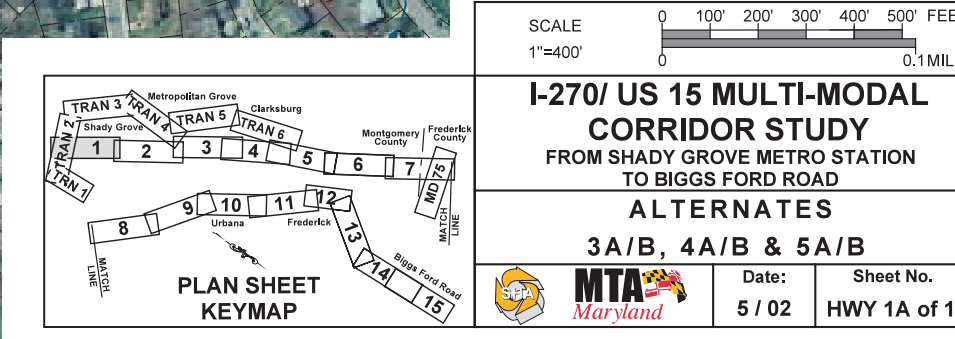 SCALE
1"=400'
0 100' 200' 300' 400' 500' FEE
0 0.1 MIL
TRAN 3
TRAN 4
Metropolitan Grove
TRAN 5
Clarksburg
TRAN 6
TRAN 2
Shady Grove
TRN 1
1 2 3 4 5 6 7
Montgomery
County
Frederick
County
MD 75
MATCH
LINE
8 9 10 11 12 13 14 15
Urbana
Frederick
Biggs Ford Road
MATCH
LINE
PLAN SHEET
KEYMAP
I-270/ US 15 MULTI-MODAL
CORRIDOR STUDY
FROM SHADY GROVE METRO STATION
TO BIGGS FORD ROAD
ALTERNATES
3A/B, 4A/B & 5A/B
SHA
MTA
Maryland
Date:
5 / 02
Sheet No.
HWY 1A of 1